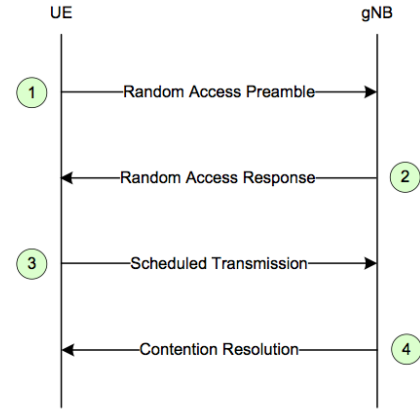 UE gNB
1 Random Access Preamble
Random Access Response 2
3 Scheduled Transmission
Contention Resolution 4